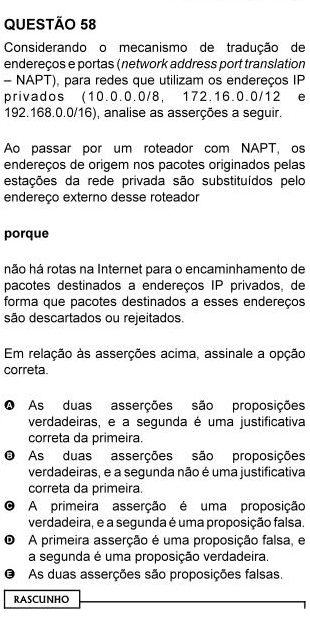 QUESTÃO 58
Considerando o mecanismo de tradução de
endereços e portas (network address port translation
– NAPT), para redes que utilizam os endereços IP
privados (10.0.0.0/8, 172.16.0.0/12 e
192.168.0.0/16), analise as asserções a seguir.
Ao passar por um roteador com NAPT, os
endereços de origem nos pacotes originados pelas
estações da rede privada são substituídos pelo
endereço externo desse roteador
porque
não há rotas na Internet para o encaminhamento de
pacotes destinados a endereços IP privados, de
forma que pacotes destinados a esses endereços
são descartados ou rejeitados.
Em relação às asserções acima, assinale a opção
correta.
A As duas asserções são proposições
verdadeiras, e a segunda é uma justificativa
correta da primeira.
B As duas asserções são proposições
verdadeiras, e a segunda não é uma justificativa
correta da primeira.
C A primeira asserção é uma proposição
verdadeira, e a segunda é uma proposição falsa.
D A primeira asserção é uma proposição falsa, e
a segunda é uma proposição verdadeira.
E As duas asserções são proposições falsas.
RASCUNHO